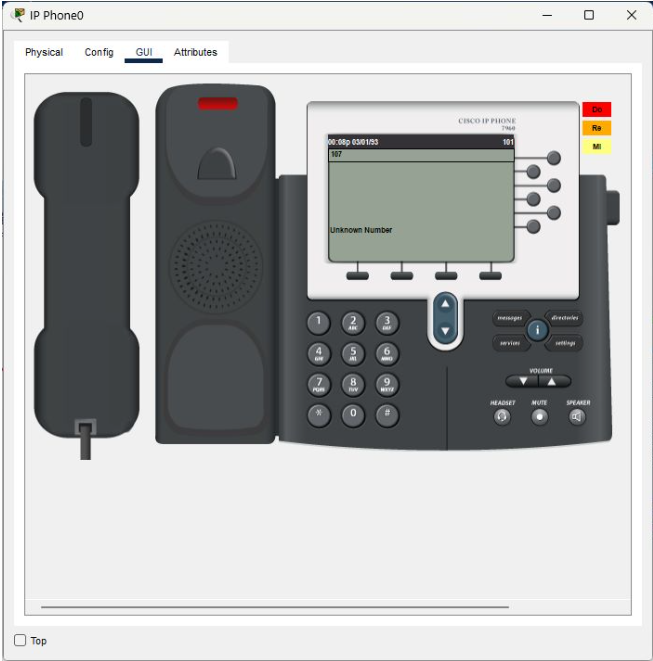 IP Phone0
Physical Config GUI Attributes
CISCO IP PHONE
7960
Do
Re
Mi
00:08p 03/01/93 101
107
Unknown Number
1 2 ABC 3 DEF
4 GHI 5 JKL 6 MNO
7 PQRS 8 TUV 9 WXYZ
* 0 #
messages directories
i
services settings
VOLUME
HEADSET MUTE SPEAKER
Top